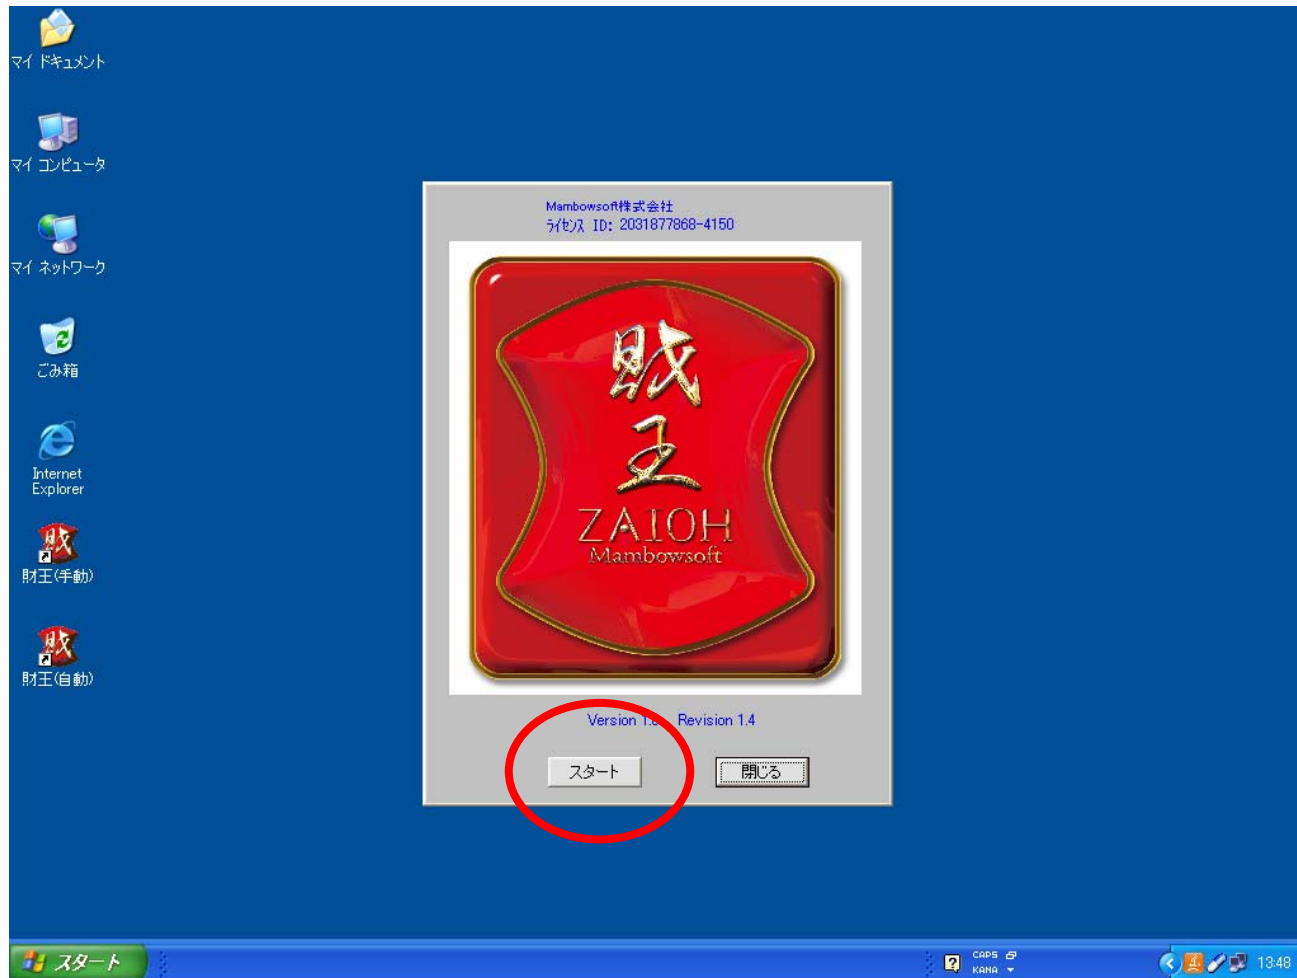 マイ ドキュメント
マイ コンピュータ
マイ ネットワーク
ごみ箱
Internet
Explorer
財王(手動)
財王(自動)
Mambowsoft株式会社
ﾗｲｾﾝｽ ID: 2031877868-4150
財
王
ZAIOH
Mambowsoft
Version 1. Revision 1.4
スタート
閉じる
スタート
CAPS
KANA
13:48